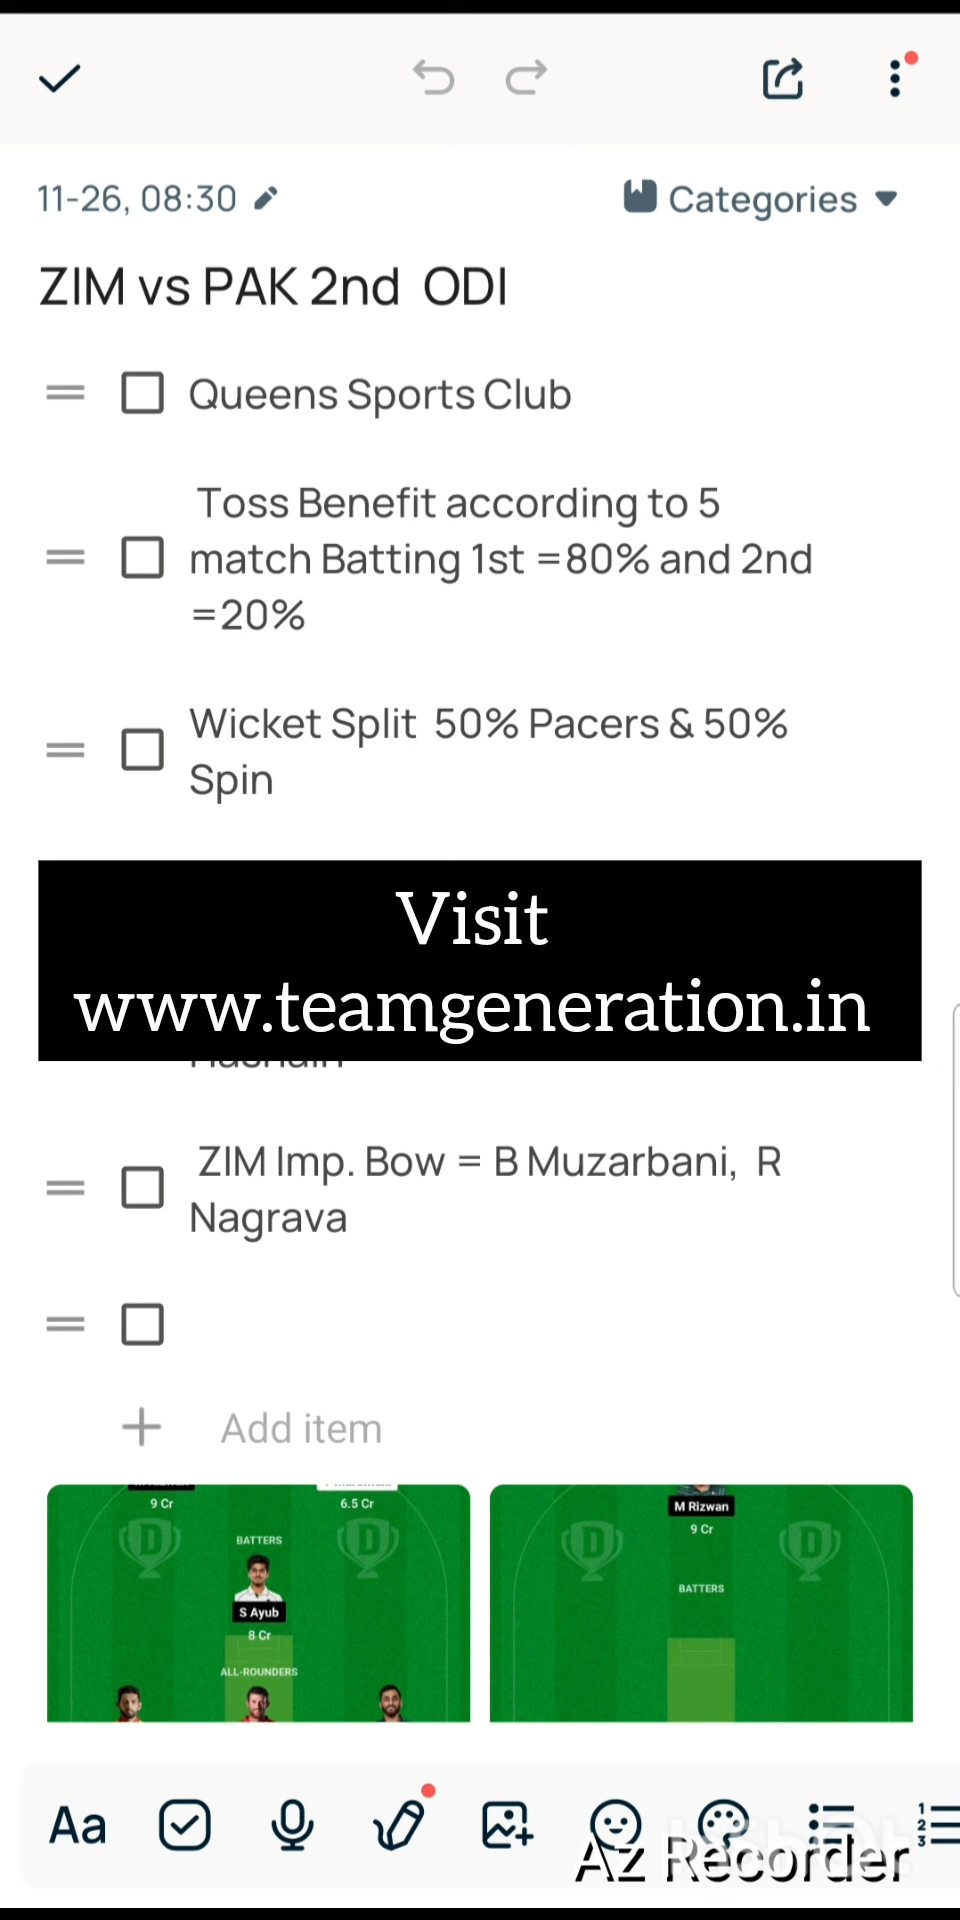 11-26, 08:30
Categories
ZIM vs PAK 2nd ODI
Queens Sports Club
Toss Benefit according to 5
match Batting 1st =80% and 2nd
=20%
Wicket Split 50% Pacers & 50%
Spin
Visit
www.teamgeneration.in
ZIM Imp. Bow = B Muzarbani, R
Nagrava
Add item
9 Cr
6.5 Cr
BATTERS
S Ayub
8 Cr
ALL-ROUNDERS
M Rizwan
9 Cr
BATTERS
Aa
Az Recorder